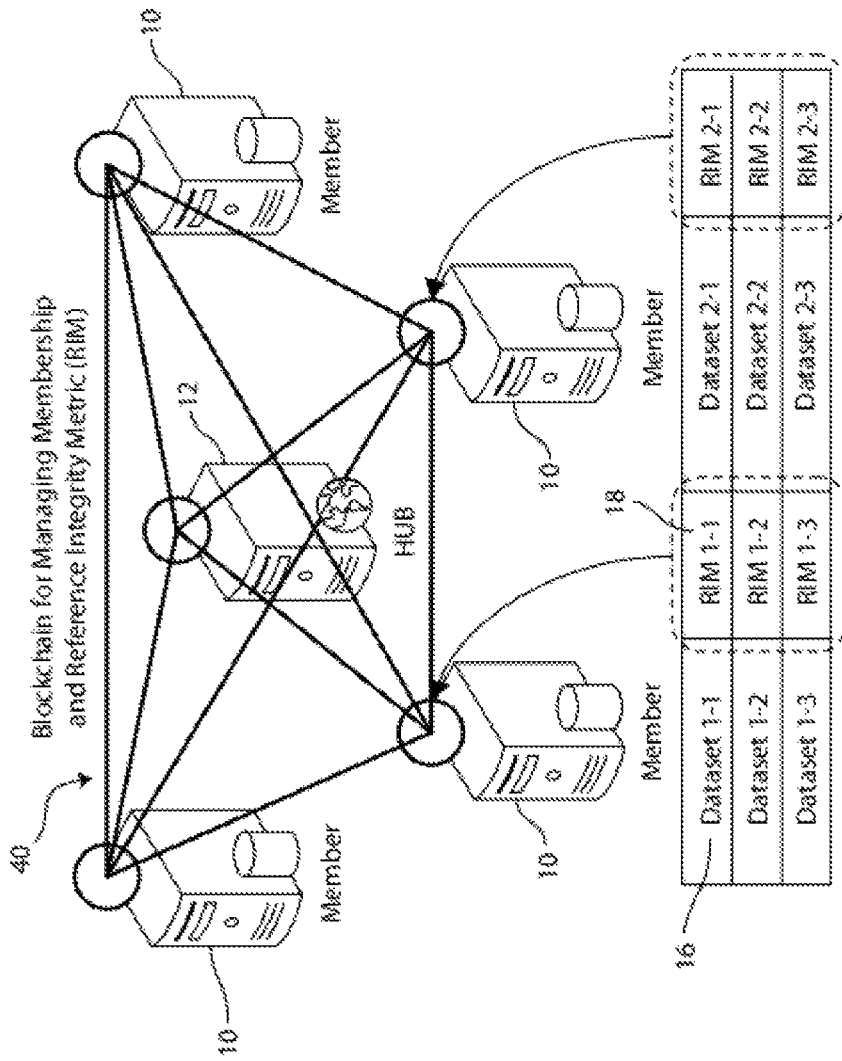 Blockchain for Managing Membership
and Reference Integrity Metric (RIM)
40
10
Member
12
HUB
10
Member
10
Member
10
Member
16
18
Dataset 1-1 RIM 1-1 Dataset 2-1 RIM 2-1
Dataset 1-2 RIM 1-2 Dataset 2-2 RIM 2-2
Dataset 1-3 RIM 1-3 Dataset 2-3 RIM 2-3